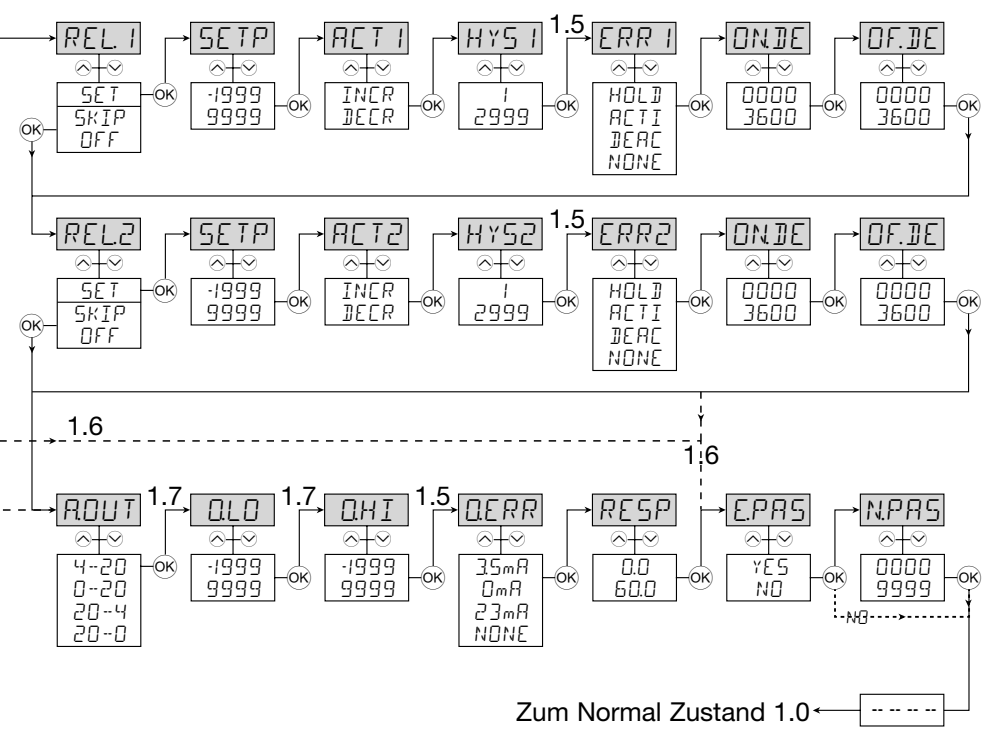 REL.1 SETP ACT1 HYS1 1.5 ERR1 ON.DE OF.DE
SET -1999 INCR 1 HOLD 0000 0000
SKIP 9999 DECR 2999 ACTI 3600 3600
OFF DEAC
NONE
OK OK OK OK OK OK OK OK
REL.2 SETP ACT2 HYS2 1.5 ERR2 ON.DE OF.DE
SET -1999 INCR 1 HOLD 0000 0000
SKIP 9999 DECR 2999 ACTI 3600 3600
OFF DEAC
NONE
OK OK OK OK OK OK OK OK
1.6
1.6
A.OUT 1.7 O.LO 1.7 O.HI 1.5 O.ERR RESP E.PAS N.PAS
4--20 -1999 -1999 3.5mA 0.0 YES 0000
0--20 9999 9999 0mA 60.0 NO 9999
20--4 23mA
20--0 NONE
OK OK OK OK OK OK OK
NO
Zum Normal Zustand 1.0 -- -- -- --